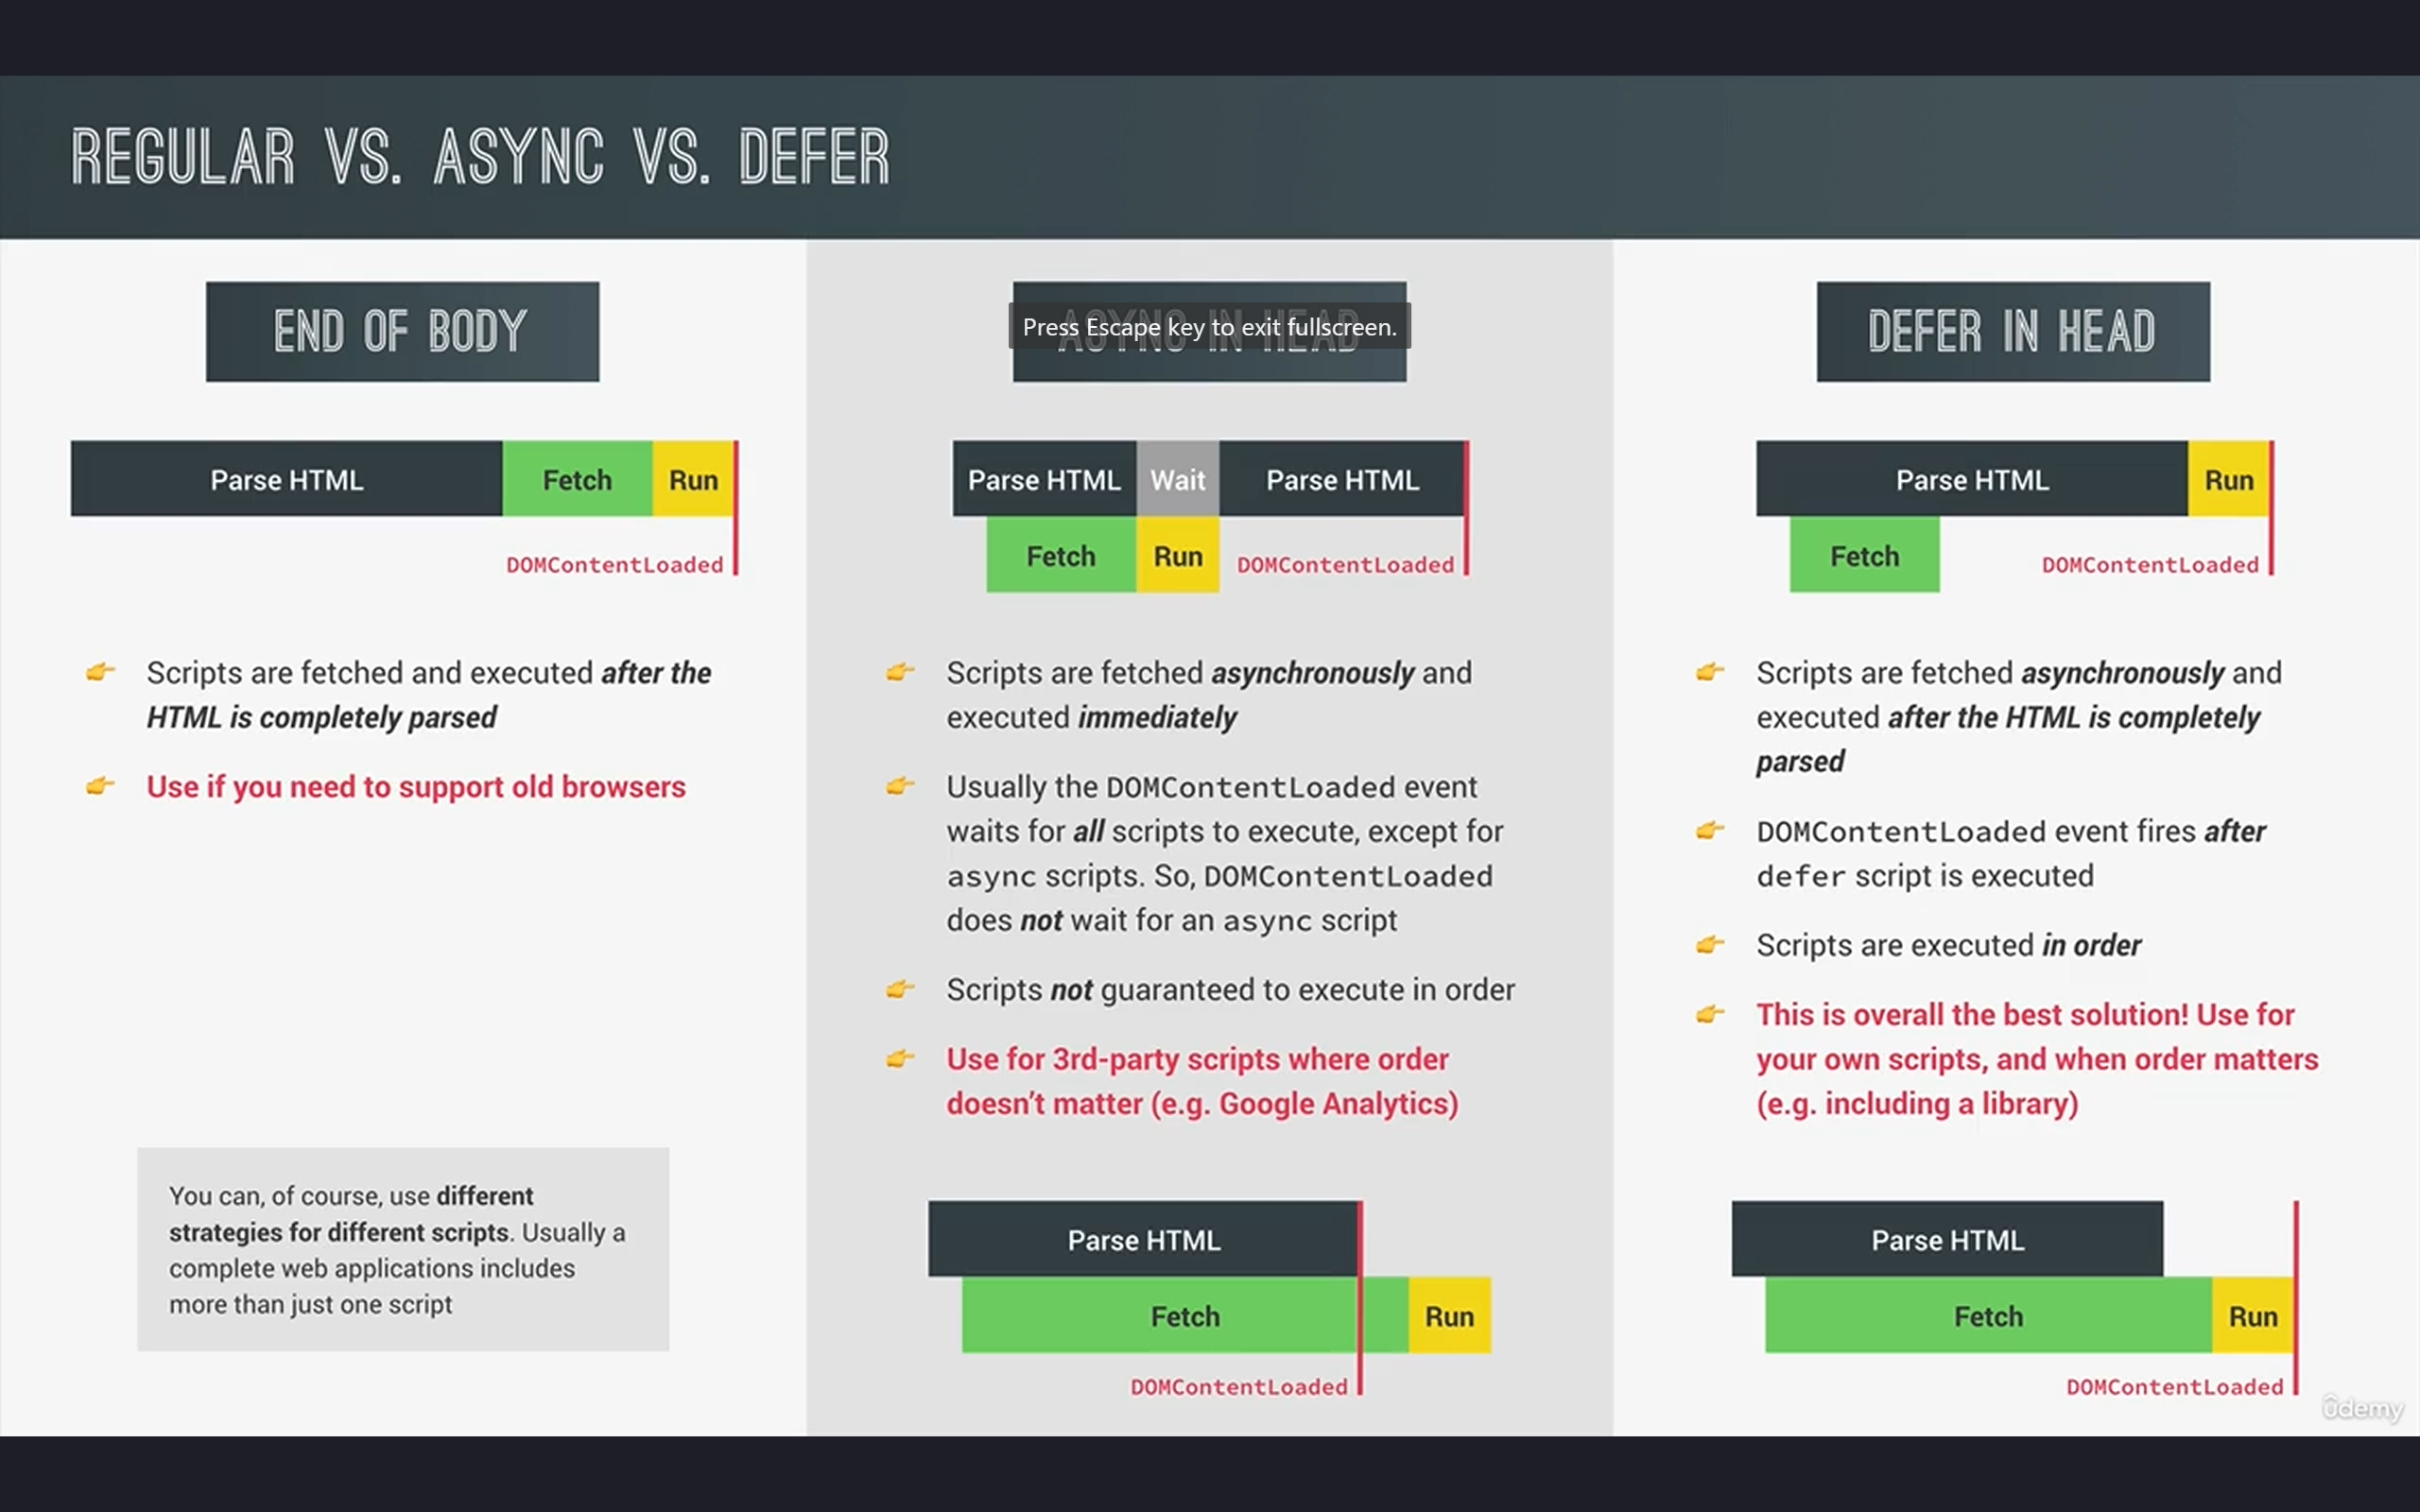 REGULAR VS. ASYNC VS. DEFER
END OF BODY
Parse HTML Fetch Run
DOMContentLoaded
👉 Scripts are fetched and executed after the
HTML is completely parsed
👉 Use if you need to support old browsers
You can, of course, use different
strategies for different scripts. Usually a
complete web applications includes
more than just one script
ASYNC IN HEAD
Press Escape key to exit fullscreen.
Parse HTML Wait Parse HTML
Fetch Run DOMContentLoaded
👉 Scripts are fetched asynchronously and
executed immediately
👉 Usually the DOMContentLoaded event
waits for all scripts to execute, except for
async scripts. So, DOMContentLoaded
does not wait for an async script
👉 Scripts not guaranteed to execute in order
👉 Use for 3rd-party scripts where order
doesn’t matter (e.g. Google Analytics)
Parse HTML
Fetch Run
DOMContentLoaded
DEFER IN HEAD
Parse HTML Run
Fetch DOMContentLoaded
👉 Scripts are fetched asynchronously and
executed after the HTML is completely
parsed
👉 DOMContentLoaded event fires after
defer script is executed
👉 Scripts are executed in order
👉 This is overall the best solution! Use for
your own scripts, and when order matters
(e.g. including a library)
Parse HTML
Fetch Run
DOMContentLoaded
ûdemy